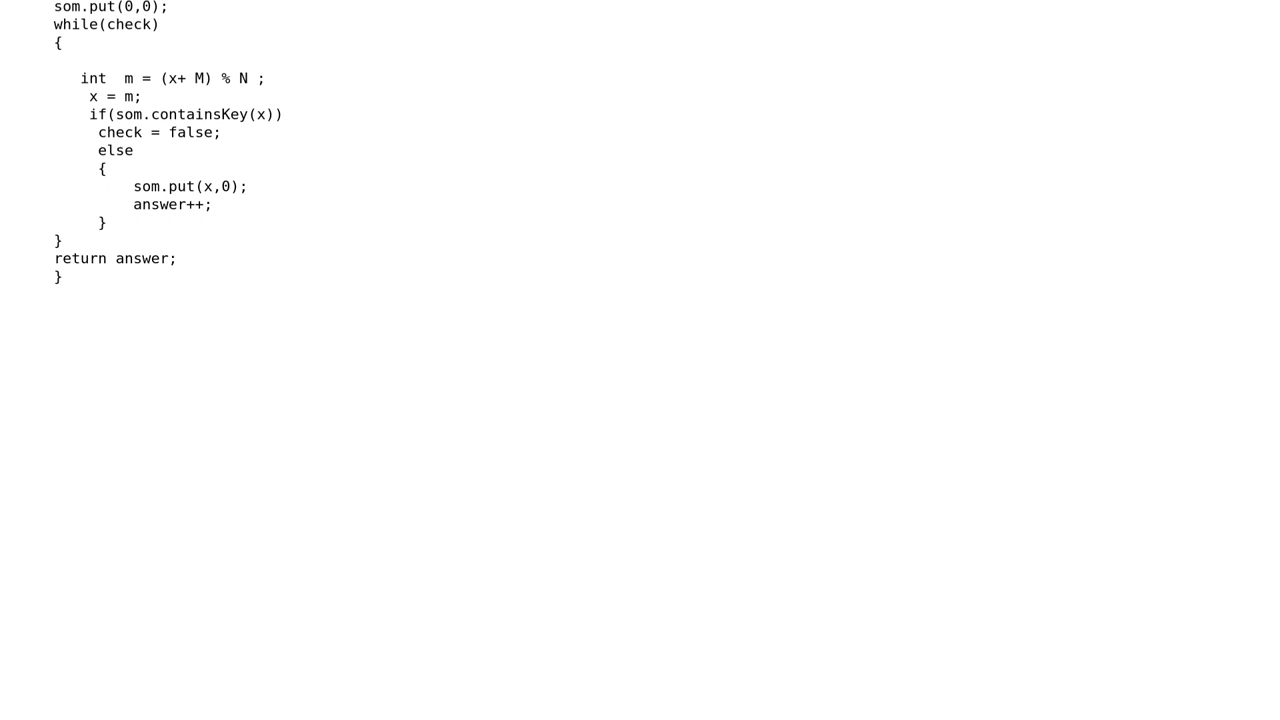 som.put(0,0);
while(check)
{
int  m = (x+ M) % N ;
x = m;
if(som.containsKey(x))
check = false;
else
{
som.put(x,0);
answer++;
}
}
return answer;
}